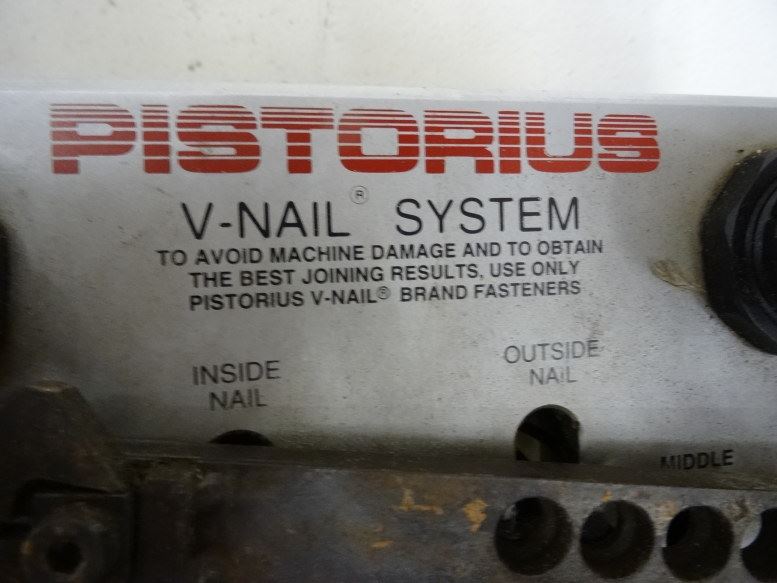 PISTORIUS
V-NAIL® SYSTEM
TO AVOID MACHINE DAMAGE AND TO OBTAIN
THE BEST JOINING RESULTS, USE ONLY
PISTORIUS V-NAIL® BRAND FASTENERS
INSIDE
NAIL
OUTSIDE
NAIL
MIDDLE